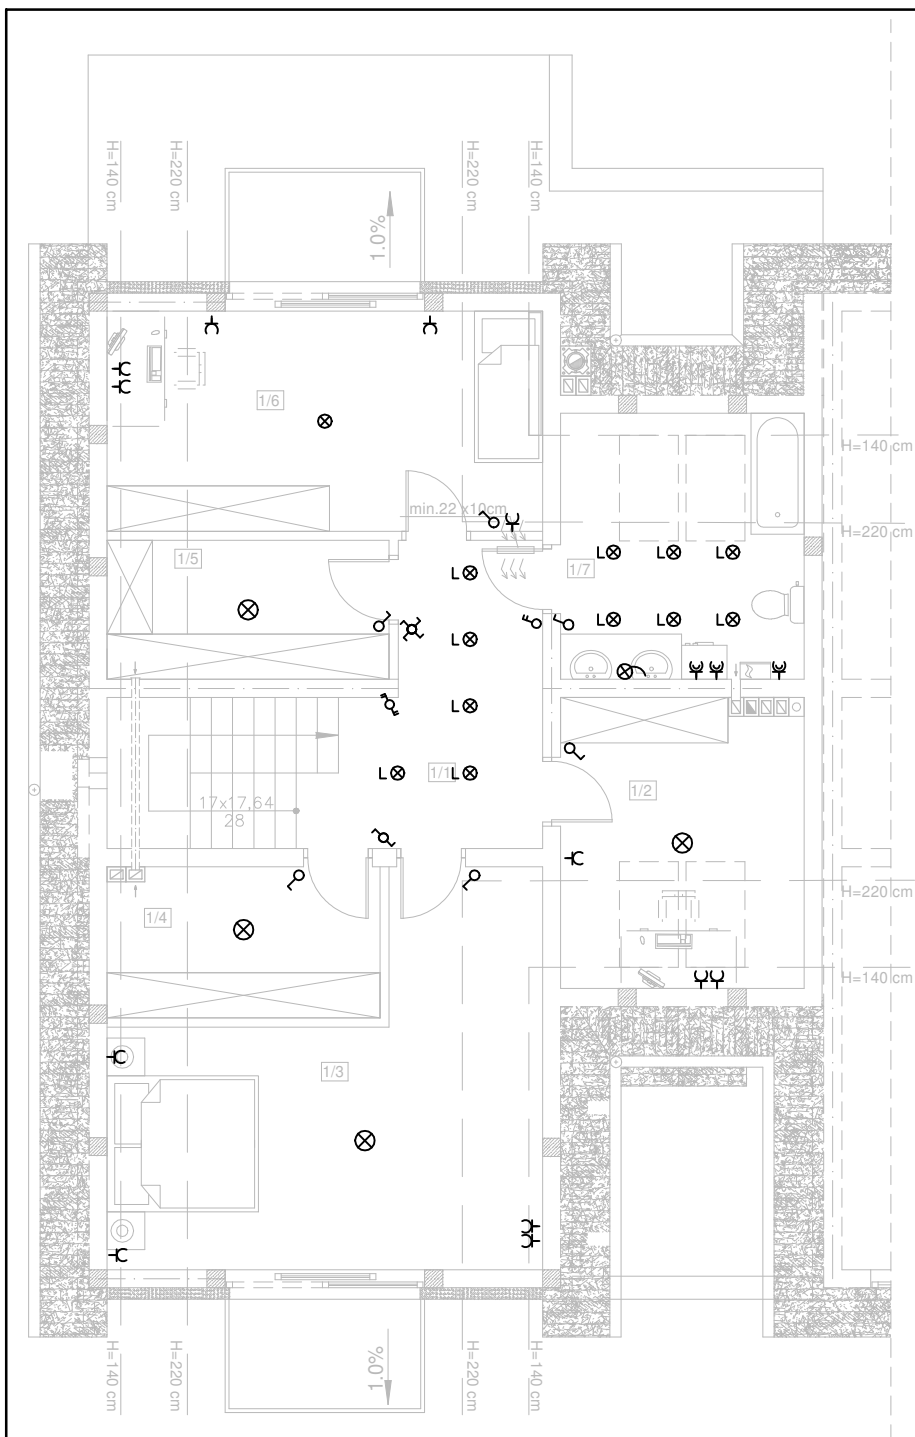 H=140 cm
H=220 cm
1.0%
H=220 cm
H=140 cm
1/6
H=140 cm
min.22 x10cm
H=220 cm
1/5
1/7
L
L
L
L
L
L
L
L
L
L
L
1/1
1/2
17x17,64
28
H=220 cm
1/4
H=140 cm
1/3
H=140 cm
H=220 cm
1.0%
H=220 cm
H=140 cm